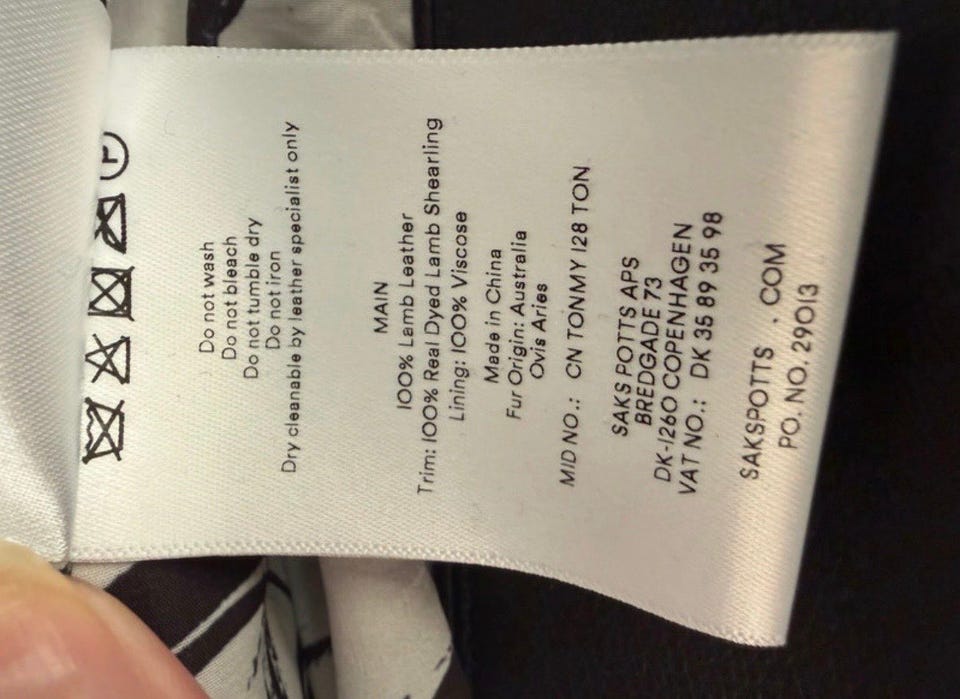 P
Do not wash
Do not bleach
Do not tumble dry
Do not iron
Dry cleanable by leather specialist only
MAIN
100% Lamb Leather
Trim: 100% Real Dyed Lamb Shearling
Lining: 100% Viscose
Made in China
Fur Origin: Australia
Ovis Aries
MID NO.: CN TONMY 128 TON
SAKS POTTS APS
BREDGADE 73
DK-1260 COPENHAGEN
VAT NO.: DK 35 89 35 98
SAKSPOTTS . COM
PO. NO. 29013